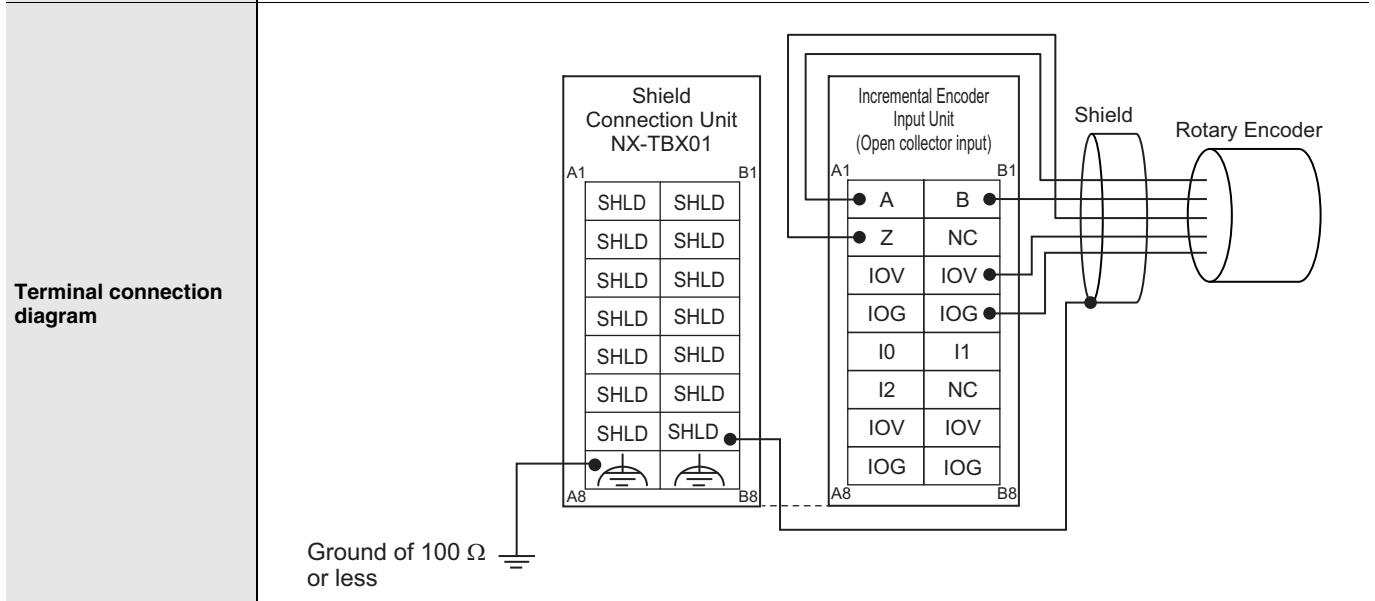 Terminal connection
diagram
Shield
Connection Unit
NX-TBX01
A1 B1
SHLD SHLD
SHLD SHLD
SHLD SHLD
SHLD SHLD
SHLD SHLD
SHLD SHLD
SHLD SHLD
A8 B8
Ground of 100 Ω
or less
Incremental Encoder
Input Unit
(Open collector input)
A1 B1
A B
Z NC
IOV IOV
IOG IOG
I0 I1
I2 NC
IOV IOV
IOG IOG
A8 B8
Shield
Rotary Encoder